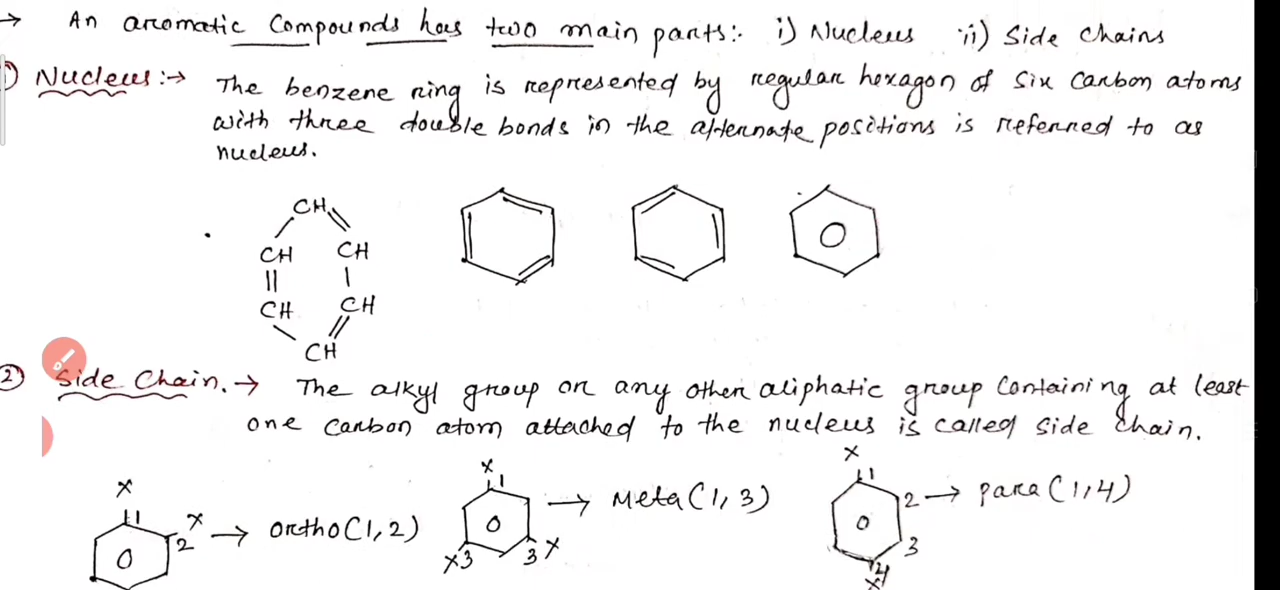 → An aromatic Compounds has two main parts:- i) Nucleus ii) Side Chains
1) Nucleus:→ The benzene ring is represented by regular hexagon of Six Carbon atoms
with three double bonds in the alternate positions is referred to as
nucleus.
CH
CH CH
CH CH
CH
2 Side Chain.→ The alkyl group or any other aliphatic group Containing at least
one Carbon atom attached to the nucleus is called side chain.
X 1 X 2 → Ortho(1,2)
X 1 X3 3 X → Meta(1,3)
X 1 2 3 4 X → para(1,4)